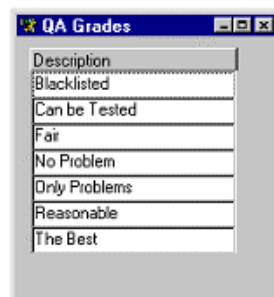 QA Grades
Description
Blacklisted
Can be Tested
Fair
No Problem
Only Problems
Reasonable
The Best